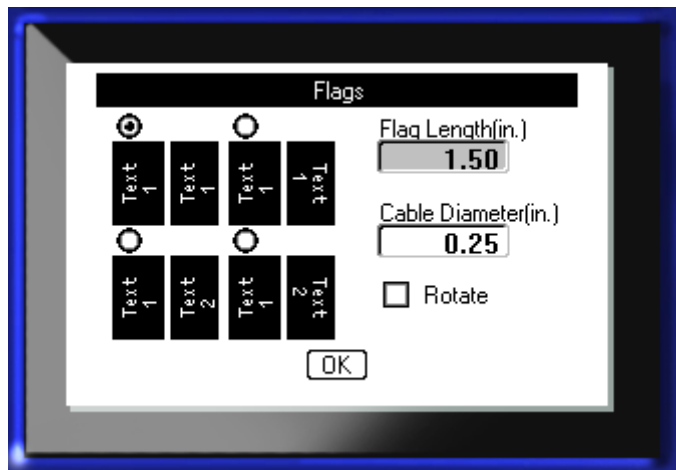 Flags
Flag Length(in.)
1.50
Text
1
Text
1
Text
1
Text
1
Cable Diameter(in.)
0.25
Text
1
Text
2
Text
1
Text
2
Rotate
OK